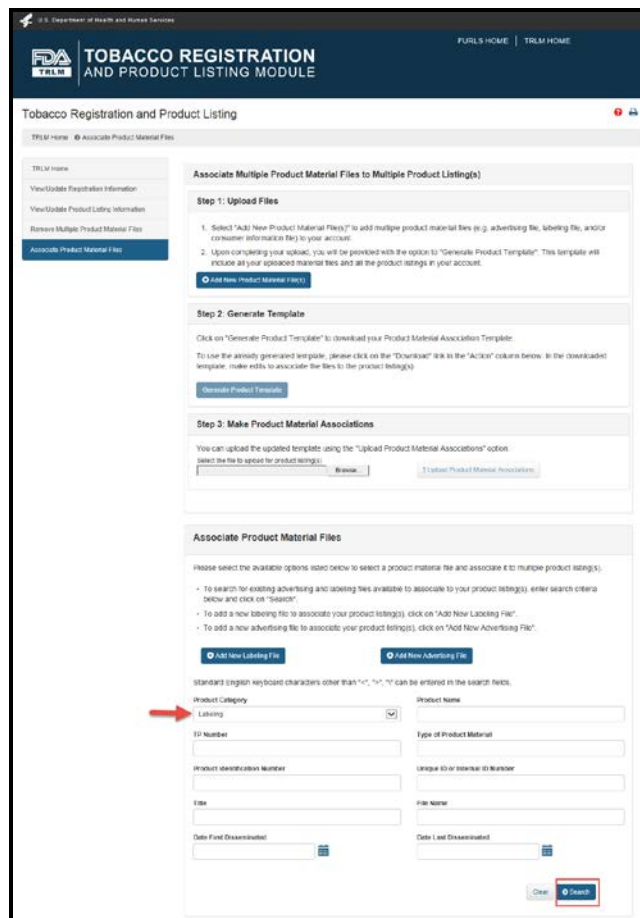 U.S. Department of Health and Human Services
FURLS HOME | TRLM HOME
FDA
TRLM
TOBACCO REGISTRATION
AND PRODUCT LISTING MODULE
Tobacco Registration and Product Listing
TRLM Home Associate Product Material Files
TRLM Home
View/Update Registration Information
View/Update Product Listing Information
Remove Multiple Product Material Files
Associate Product Material Files
Associate Multiple Product Material Files to Multiple Product Listing(s)
Step 1: Upload Files
1. Select "Add New Product Material File(s)" to add multiple product material files (e.g. advertising file, labeling file, and/or
consumer information file) to your account.
2. Upon completing your upload, you will be provided with the option to "Generate Product Template". This template will
include all your uploaded material files and all the product listings in your account.
Add New Product Material File(s)
Step 2: Generate Template
Click on "Generate Product Template" to download your Product Material Association Template.
To use the already generated template, please click on the "Download" link in the "Action" column below. In the downloaded
template, make edits to associate the files to the product listing(s).
Generate Product Template
Step 3: Make Product Material Associations
You can upload the updated template using the "Upload Product Material Associations" option.
Select the file to upload for product listing(s)
Browse...
Upload Product Material Associations
Associate Product Material Files
Please select the available options listed below to select a product material file and associate it to multiple product listing(s).
• To search for existing advertising and labeling files available to associate to your product listing(s), enter search criteria
below and click on "Search".
• To add a new labeling file to associate your product listing(s), click on "Add New Labeling File".
• To add a new advertising file to associate your product listing(s), click on "Add New Advertising File".
Add New Labeling File
Add New Advertising File
Standard English keyboard characters other than "<", ">", "\" can be entered in the search fields.
Product Category
Product Name
Labeling
TP Number
Type of Product Material
Product Identification Number
Unique ID or Internal ID Number
Title
File Name
Date First Disseminated
Date Last Disseminated
Clear
Search